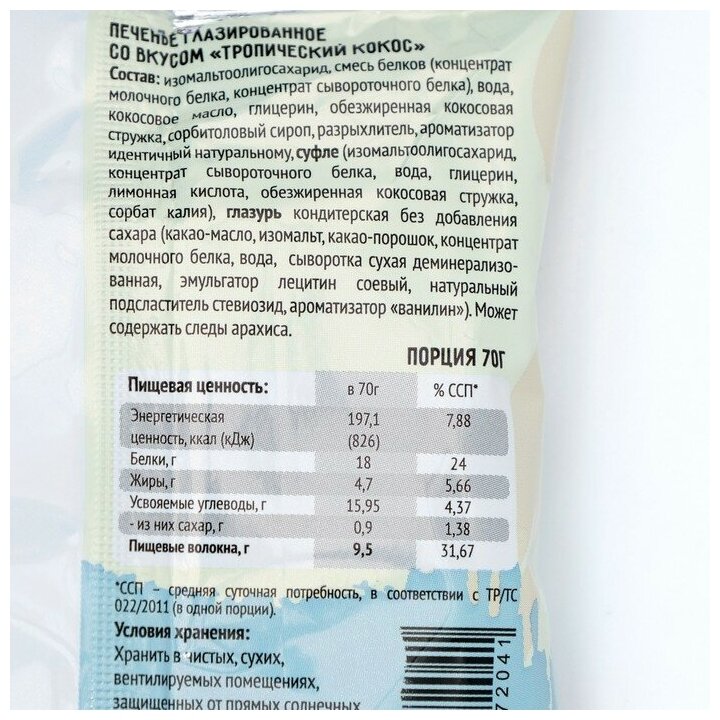 ПЕЧЕНЬЕ ГЛАЗИРОВАННОЕ
СО ВКУСОМ «ТРОПИЧЕСКИЙ КОКОС»
Состав: изомальтоолигосахарид, смесь белков (концентрат
молочного белка, концентрат сывороточного белка), вода,
кокосовое масло, глицерин, обезжиренная кокосовая
стружка, сорбитоловый сироп, разрыхлитель, ароматизатор
идентичный натуральному, суфле (изомальтоолигосахарид,
концентрат сывороточного белка, вода, глицерин,
лимонная кислота, обезжиренная кокосовая стружка,
сорбат калия), глазурь кондитерская без добавления
сахара (какао-масло, изомальт, какао-порошок, концентрат
молочного белка, вода, сыворотка сухая деминерализо-
ванная, эмульгатор лецитин соевый, натуральный
подсластитель стевиозид, ароматизатор «ванилин»). Может
содержать следы арахиса.
ПОРЦИЯ 70Г
Пищевая ценность: в 70г % ССП*
Энергетическая 197,1 7,88
ценность, ккал (кДж) (826)
Белки, г 18 24
Жиры, г 4,7 5,66
Усвояемые углеводы, г 15,95 4,37
- из них сахар, г 0,9 1,38
Пищевые волокна, г 9,5 31,67
*ССП – средняя суточная потребность, в соответствии с ТР/ТС
022/2011 (в одной порции).
Условия хранения:
Хранить в чистых, сухих,
вентилируемых помещениях,
защищенных от прямых солнечных
72041